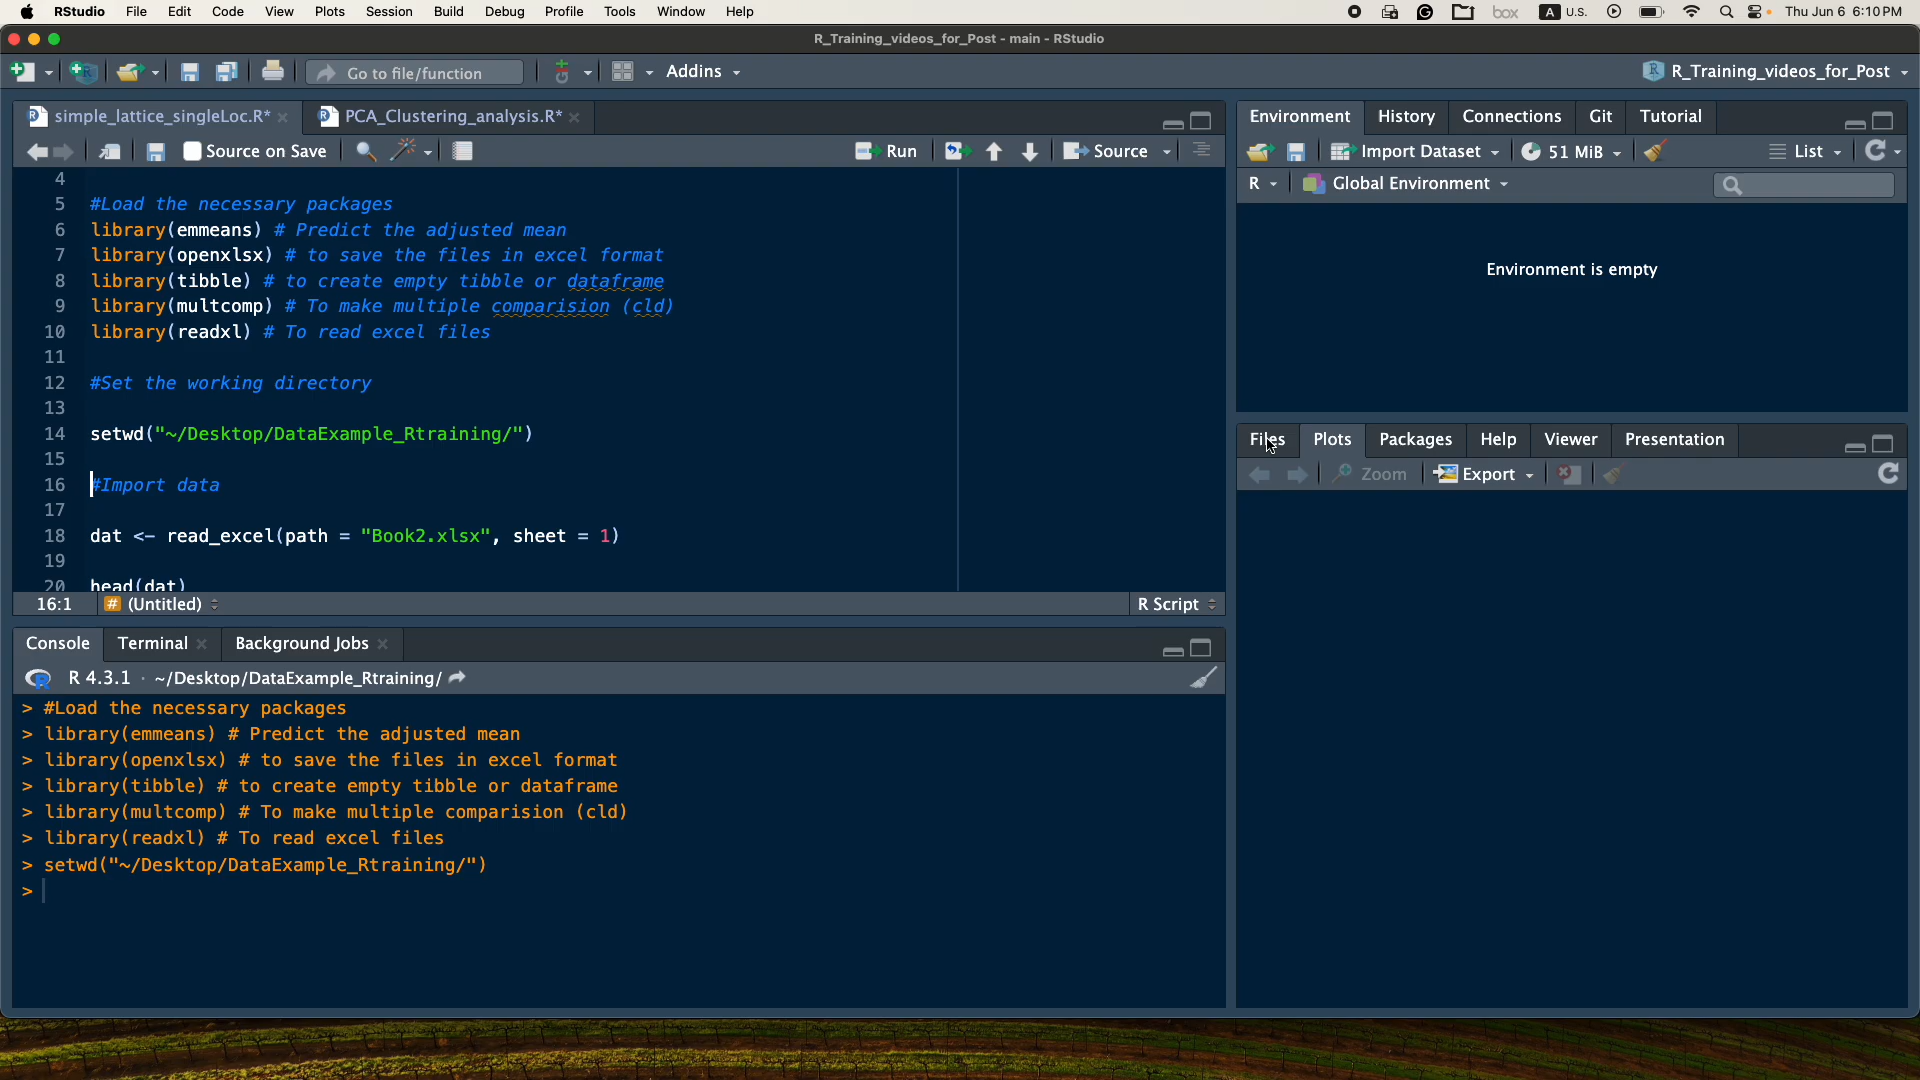 RStudio File Edit Code View Plots Session Build Debug Profile Tools Window Help box A U.S. Thu Jun 6 6:10 PM
R_Training_videos_for_Post - main - RStudio
Go to file/function Addins R_Training_videos_for_Post
simple_lattice_singleLoc.R* PCA_Clustering_analysis.R*
Source on Save Run Source
4
5 #Load the necessary packages
6 library(emmeans) # Predict the adjusted mean
7 library(openxlsx) # to save the files in excel format
8 library(tibble) # to create empty tibble or dataframe
9 library(multcomp) # To make multiple comparision (cld)
10 library(readxl) # To read excel files
11
12 #Set the working directory
13
14 setwd("~/Desktop/DataExample_Rtraining/")
15
16 #Import data
17
18 dat <- read_excel(path = "Book2.xlsx", sheet = 1)
19
20 head(dat)
16:1 # (Untitled) R Script
Console Terminal Background Jobs
R 4.3.1 · ~/Desktop/DataExample_Rtraining/
> #Load the necessary packages
> library(emmeans) # Predict the adjusted mean
> library(openxlsx) # to save the files in excel format
> library(tibble) # to create empty tibble or dataframe
> library(multcomp) # To make multiple comparision (cld)
> library(readxl) # To read excel files
> setwd("~/Desktop/DataExample_Rtraining/")
>
Environment History Connections Git Tutorial
Import Dataset 51 MiB List
R Global Environment
Environment is empty
Files Plots Packages Help Viewer Presentation
Zoom Export